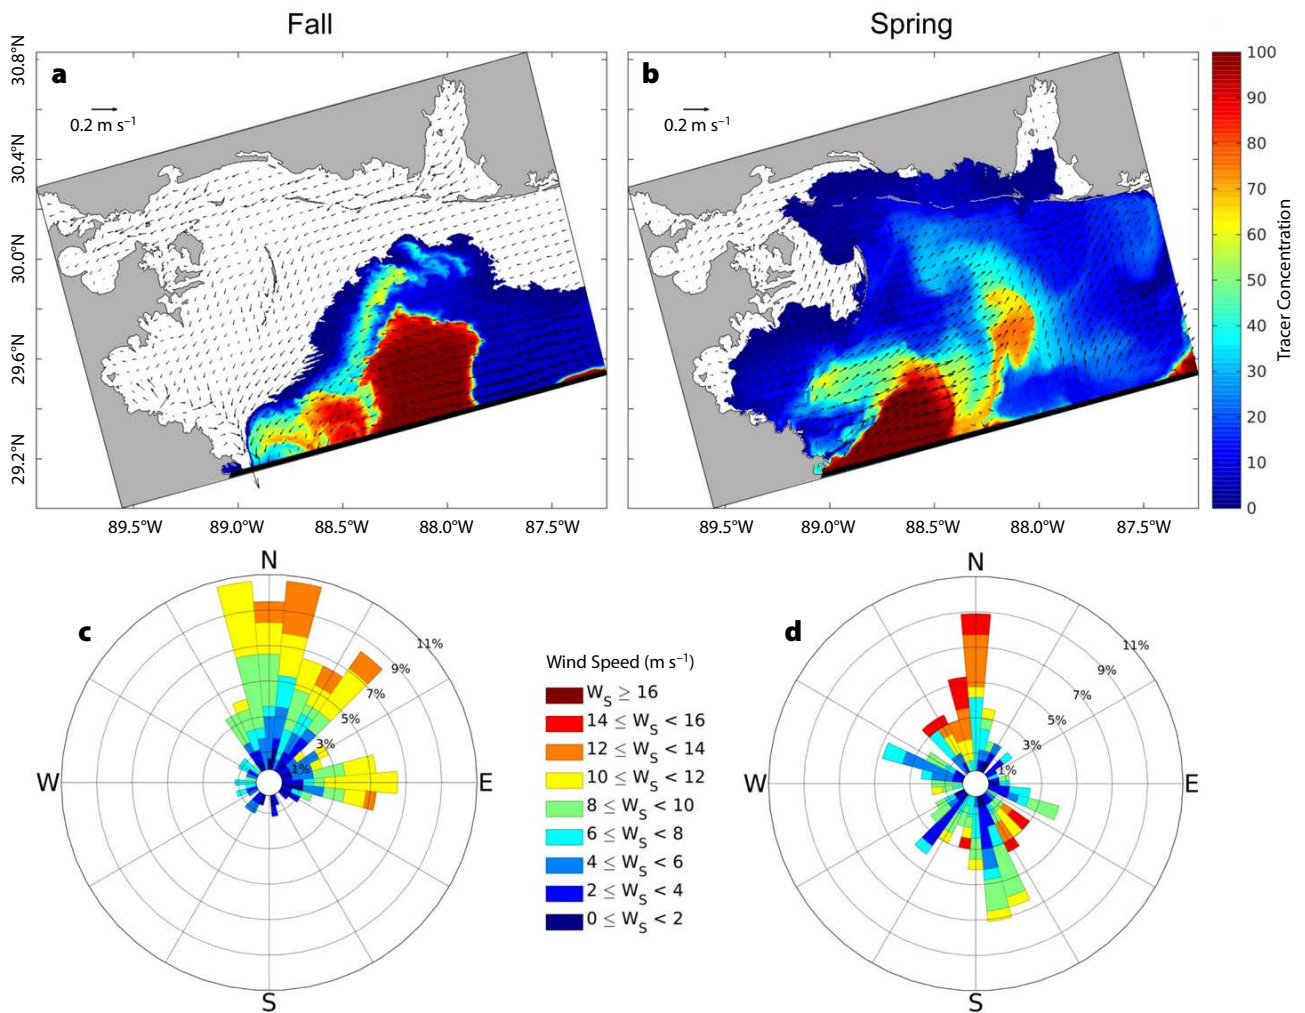 Fall
Spring
a
0.2 m s⁻¹
30.8°N
30.4°N
30.0°N
29.6°N
29.2°N
89.5°W 89.0°W 88.5°W 88.0°W 87.5°W
b
0.2 m s⁻¹
89.5°W 89.0°W 88.5°W 88.0°W 87.5°W
100
90
80
70
60
50
40
30
20
10
0
Tracer Concentration
c
N
W
E
S
11%
9%
7%
5%
3%
1%
Wind Speed (m s⁻¹)
W_S ≥ 16
14 ≤ W_S < 16
12 ≤ W_S < 14
10 ≤ W_S < 12
8 ≤ W_S < 10
6 ≤ W_S < 8
4 ≤ W_S < 6
2 ≤ W_S < 4
0 ≤ W_S < 2
d
N
W
E
S
11%
9%
7%
5%
3%
1%